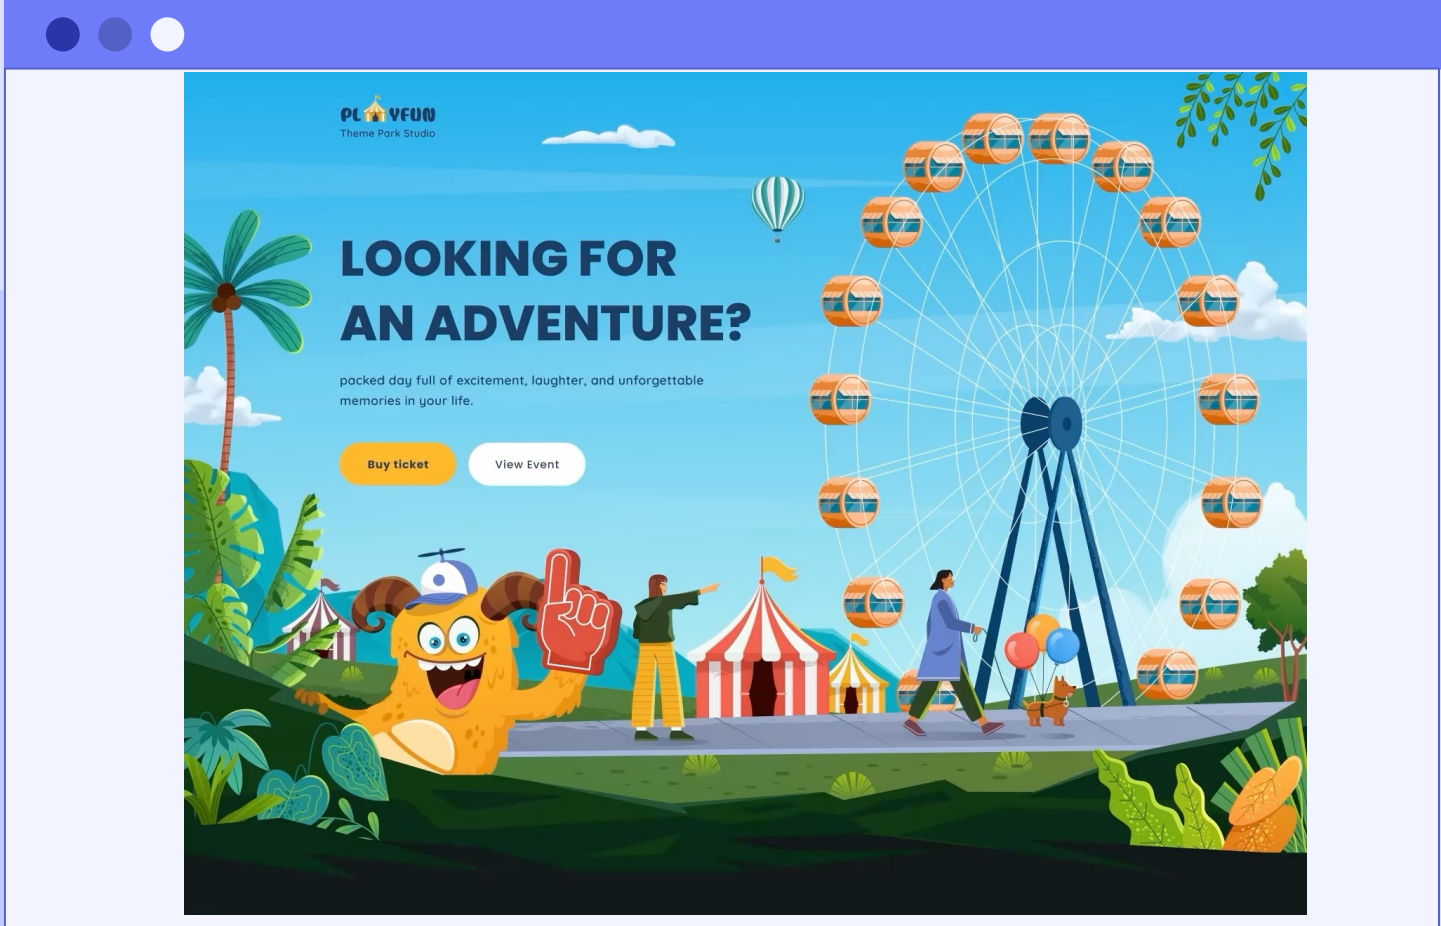 PLAYFUN
Theme Park Studio
LOOKING FOR
AN ADVENTURE?
packed day full of excitement, laughter, and unforgettable
memories in your life.
Buy ticket
View Event